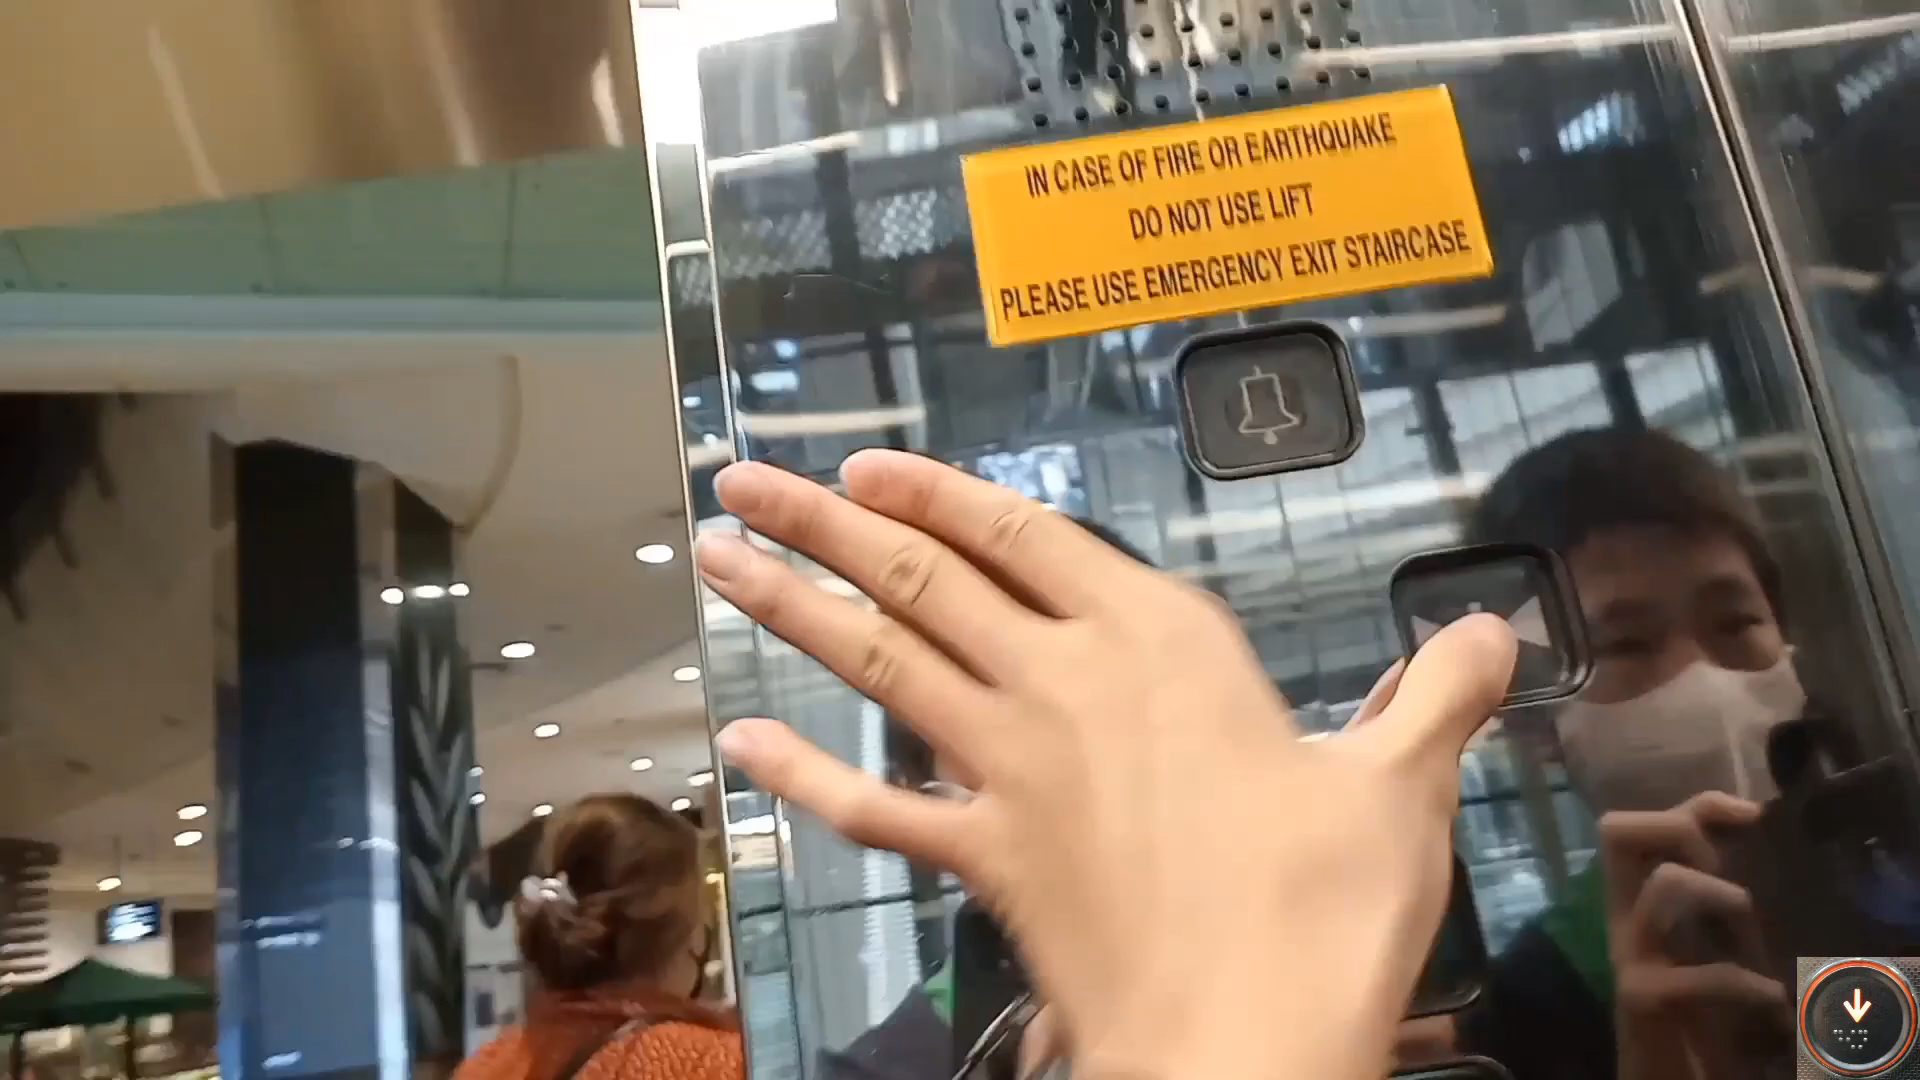 IN CASE OF FIRE OR EARTHQUAKE
DO NOT USE LIFT
PLEASE USE EMERGENCY EXIT STAIRCASE